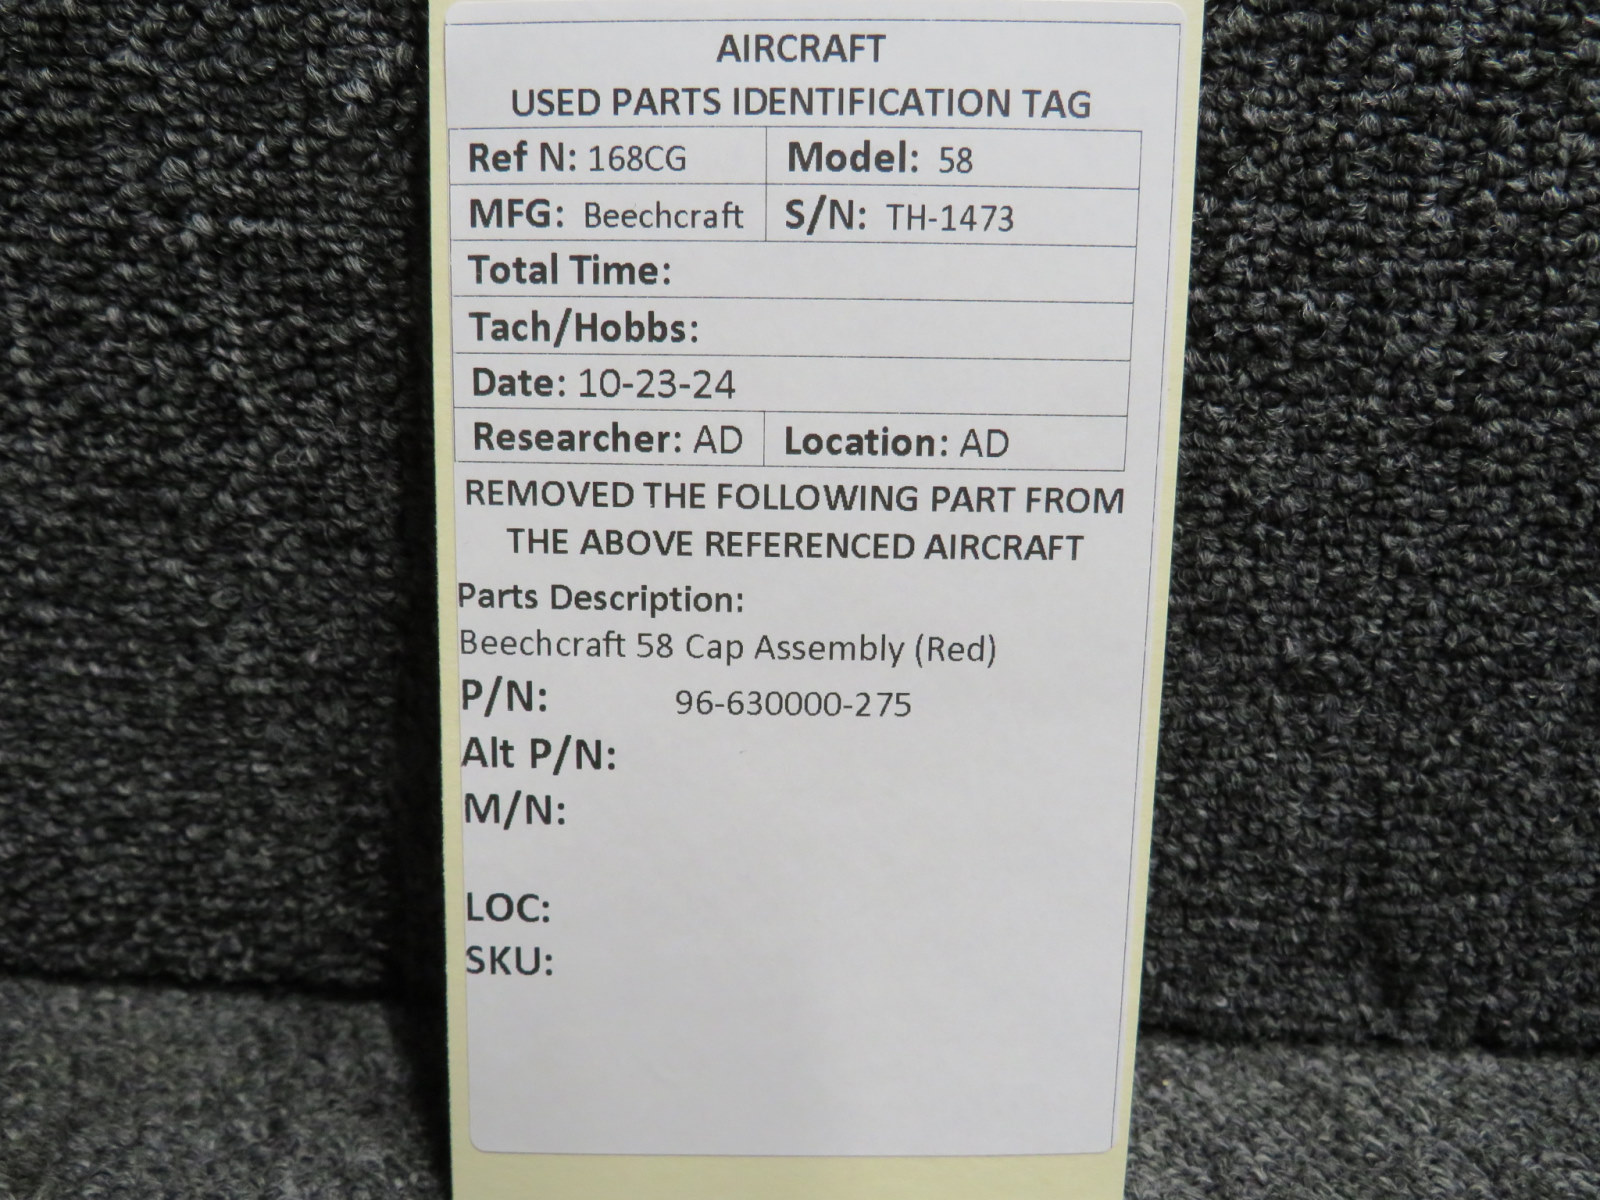 AIRCRAFT
USED PARTS IDENTIFICATION TAG
Ref N: 168CG Model: 58
MFG: Beechcraft S/N: TH-1473
Total Time:
Tach/Hobbs:
Date: 10-23-24
Researcher: AD Location: AD
REMOVED THE FOLLOWING PART FROM
THE ABOVE REFERENCED AIRCRAFT
Parts Description:
Beechcraft 58 Cap Assembly (Red)
P/N: 96-630000-275
Alt P/N:
M/N:
LOC:
SKU: